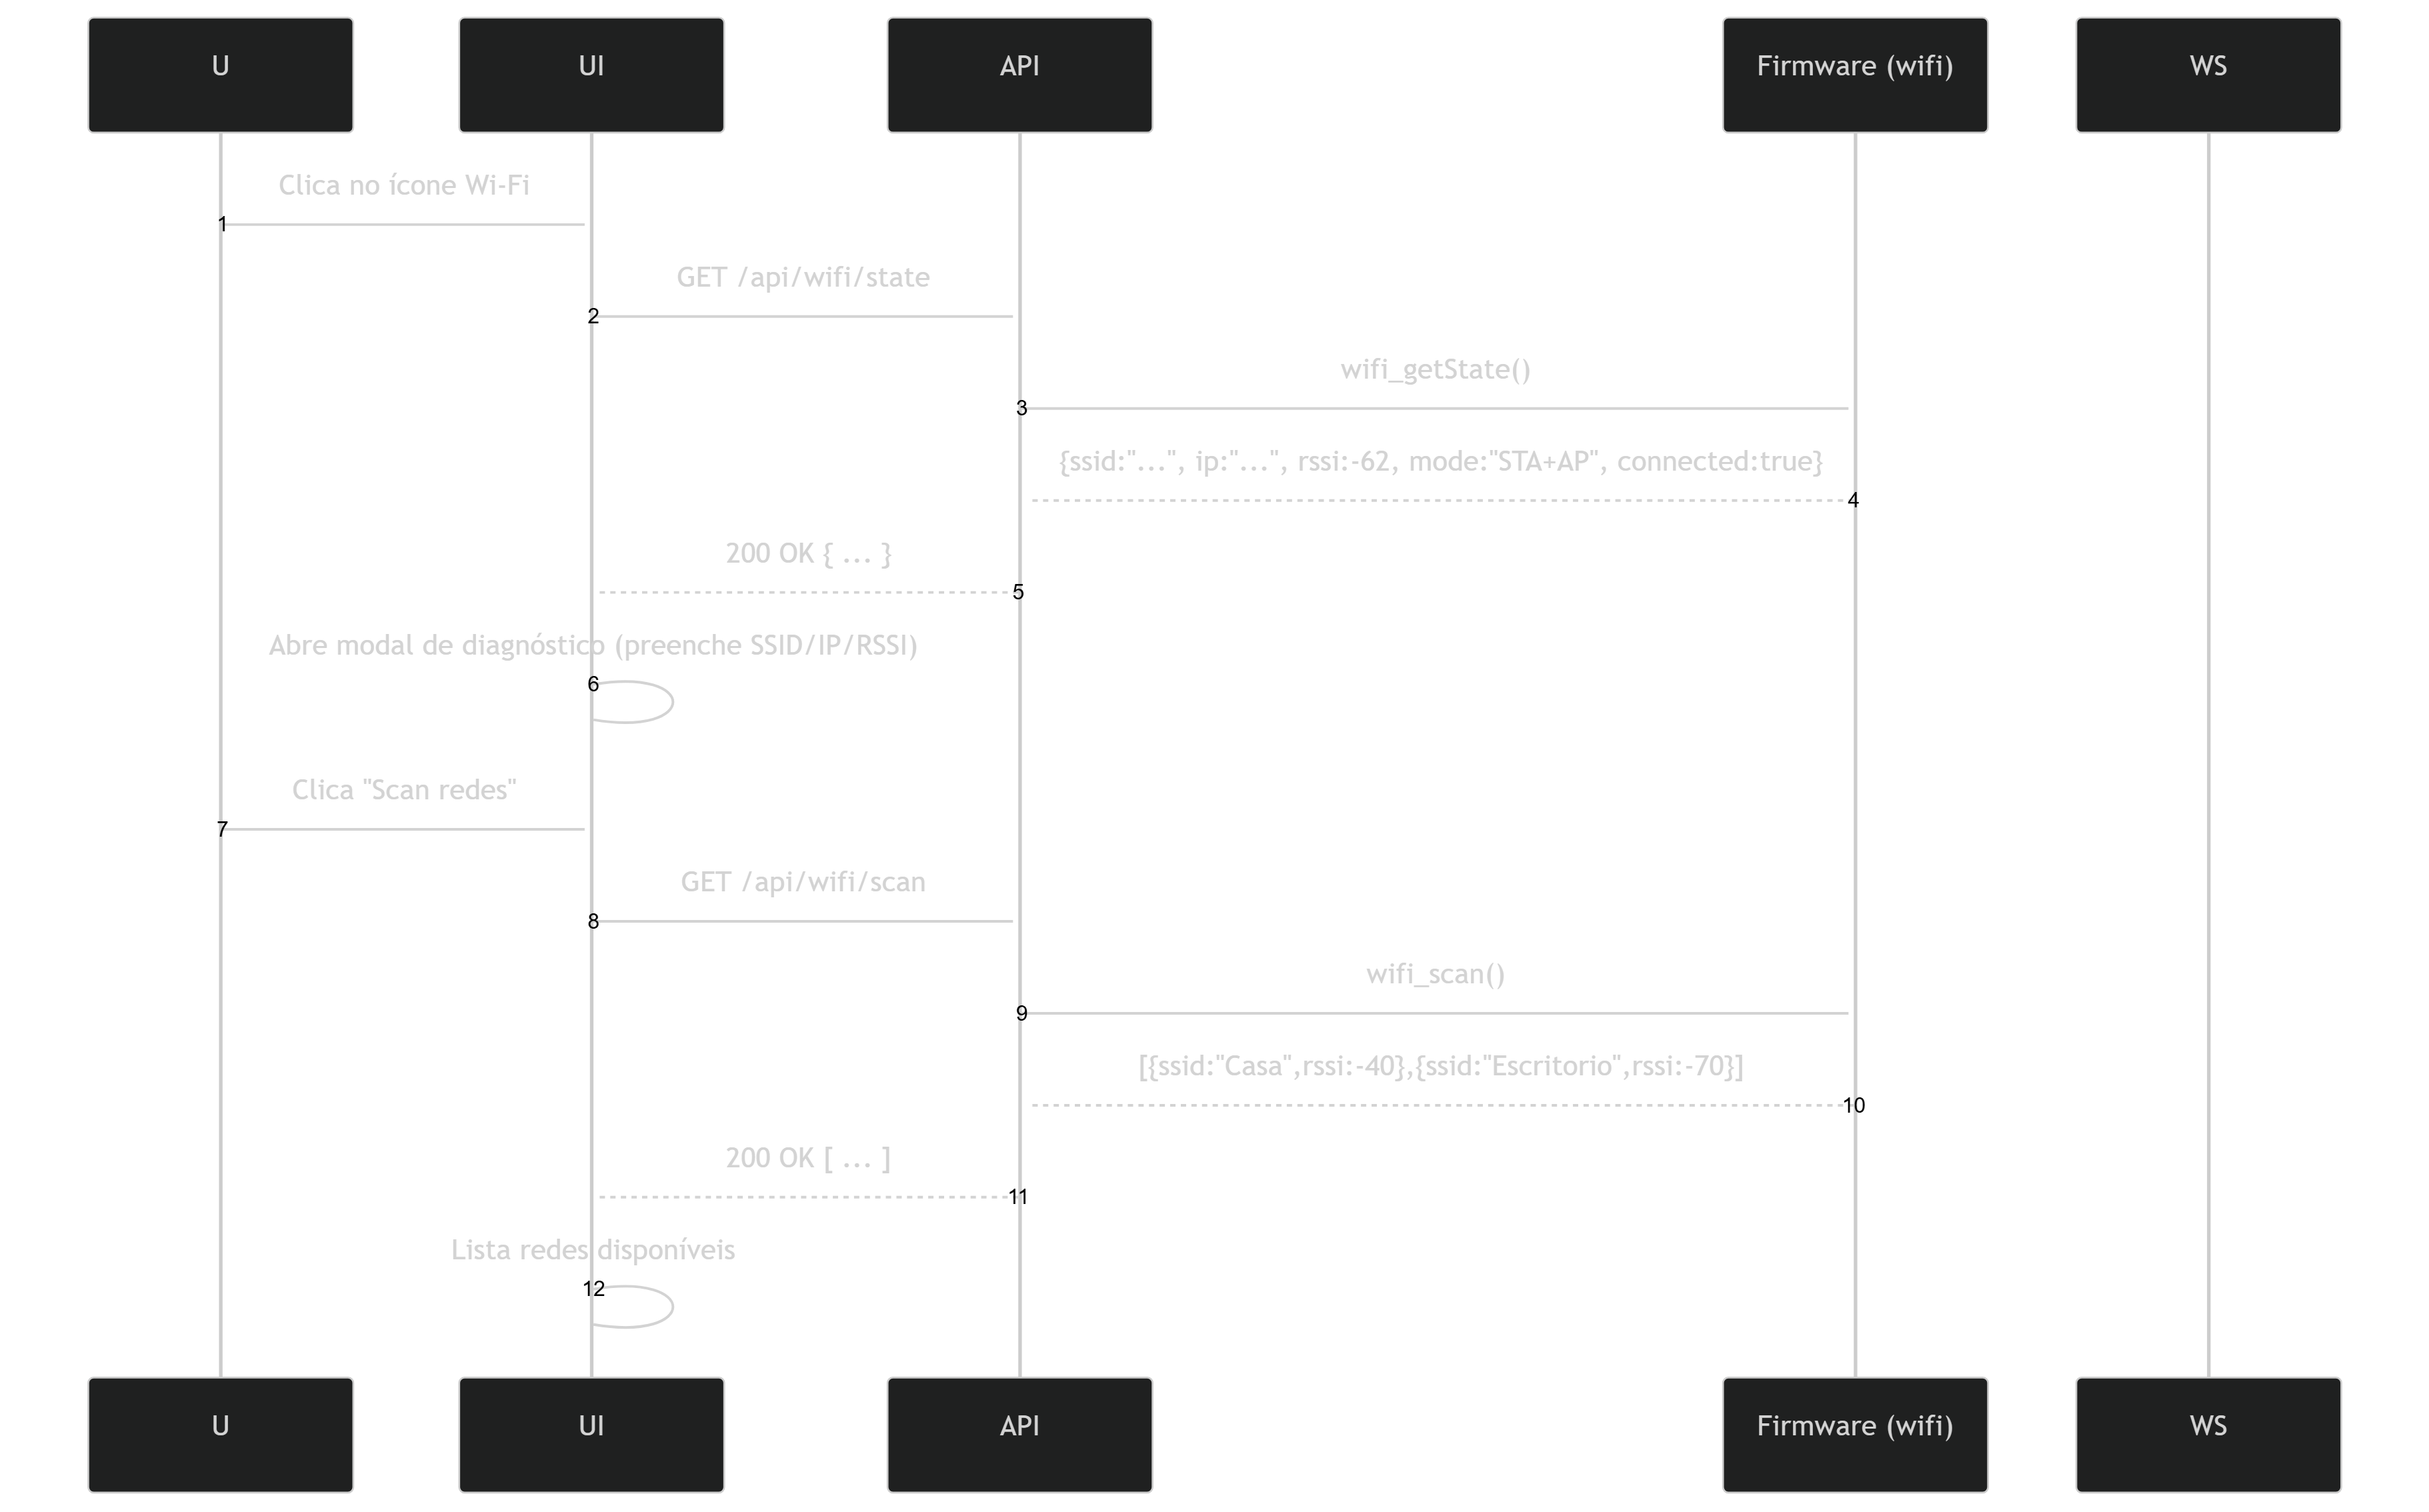 U
UI
API
Firmware (wifi)
WS
Clica no ícone Wi-Fi
1
GET /api/wifi/state
2
wifi_getState()
3
{ssid:"...", ip:"...", rssi:-62, mode:"STA+AP", connected:true}
4
200 OK { ... }
5
Abre modal de diagnóstico (preenche SSID/IP/RSSI)
6
Clica "Scan redes"
7
GET /api/wifi/scan
8
wifi_scan()
9
[{ssid:"Casa",rssi:-40},{ssid:"Escritorio",rssi:-70}]
10
200 OK [ ... ]
11
Lista redes disponíveis
12
U
UI
API
Firmware (wifi)
WS